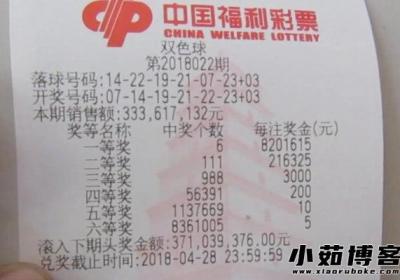 中国福利彩票
CHINA WELFARE LOTTERY
双色球
第2018022期
落球号码:14-22-19-21-07-23+03
开奖号码:07-14-19-21-22-23+03
本期销售额:333,617,132元
奖等名称 中奖个数 每注奖金(元)
一等奖 6 8201615
二等奖 111 216325
三等奖 988 3000
四等奖 56391 200
五等奖 1137669 10
六等奖 8361005 5
滚入下期头奖金额:371,039,376.00元
兑奖截止时间:2018-04-28 23:59:59
小茹博客
www.xiaoruboke.com